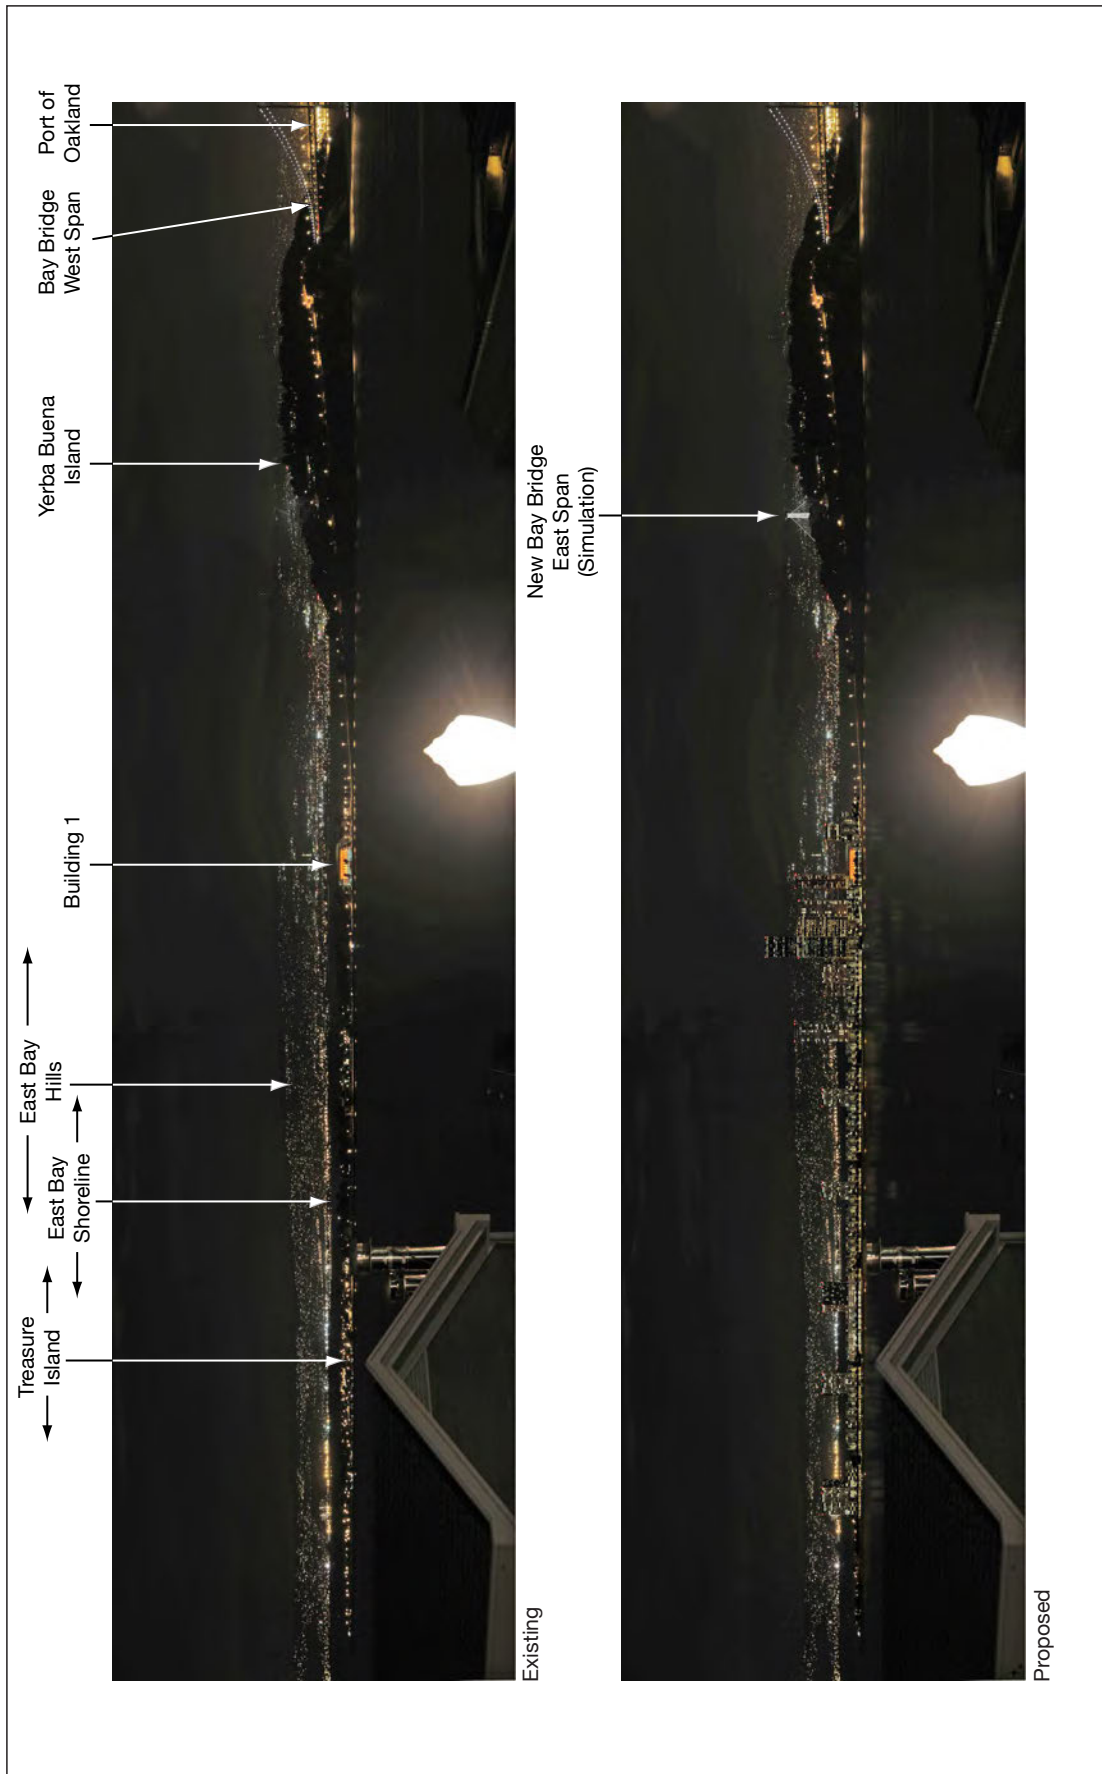 Treasure
Island
East Bay
Shoreline
East Bay
Hills
Building 1
Yerba Buena
Island
Bay Bridge
West Span
Port of
Oakland
Existing
New Bay Bridge
East Span
(Simulation)
Proposed